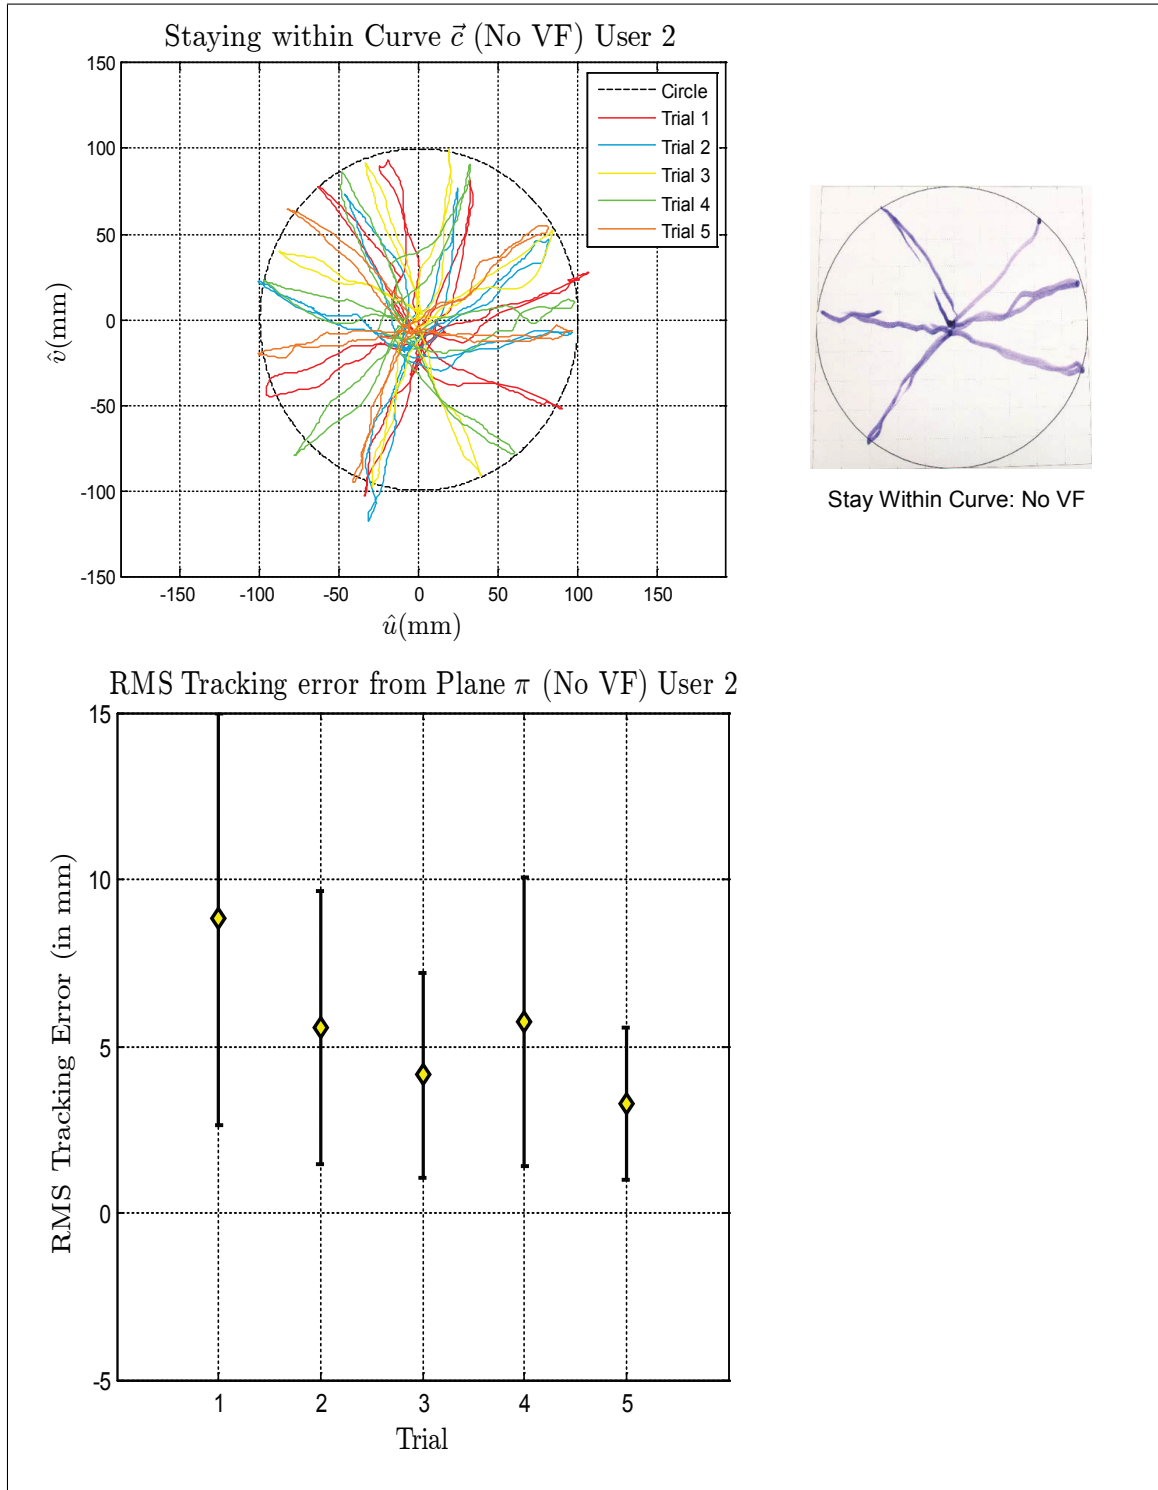 Staying within Curve c⃗ (No VF) User 2
150
100
50
0
-50
-100
-150
v̂(mm)
Circle
Trial 1
Trial 2
Trial 3
Trial 4
Trial 5
-150 -100 -50 0 50 100 150
û(mm)
Stay Within Curve: No VF
RMS Tracking error from Plane π (No VF) User 2
15
10
5
0
-5
RMS Tracking Error (in mm)
1 2 3 4 5
Trial